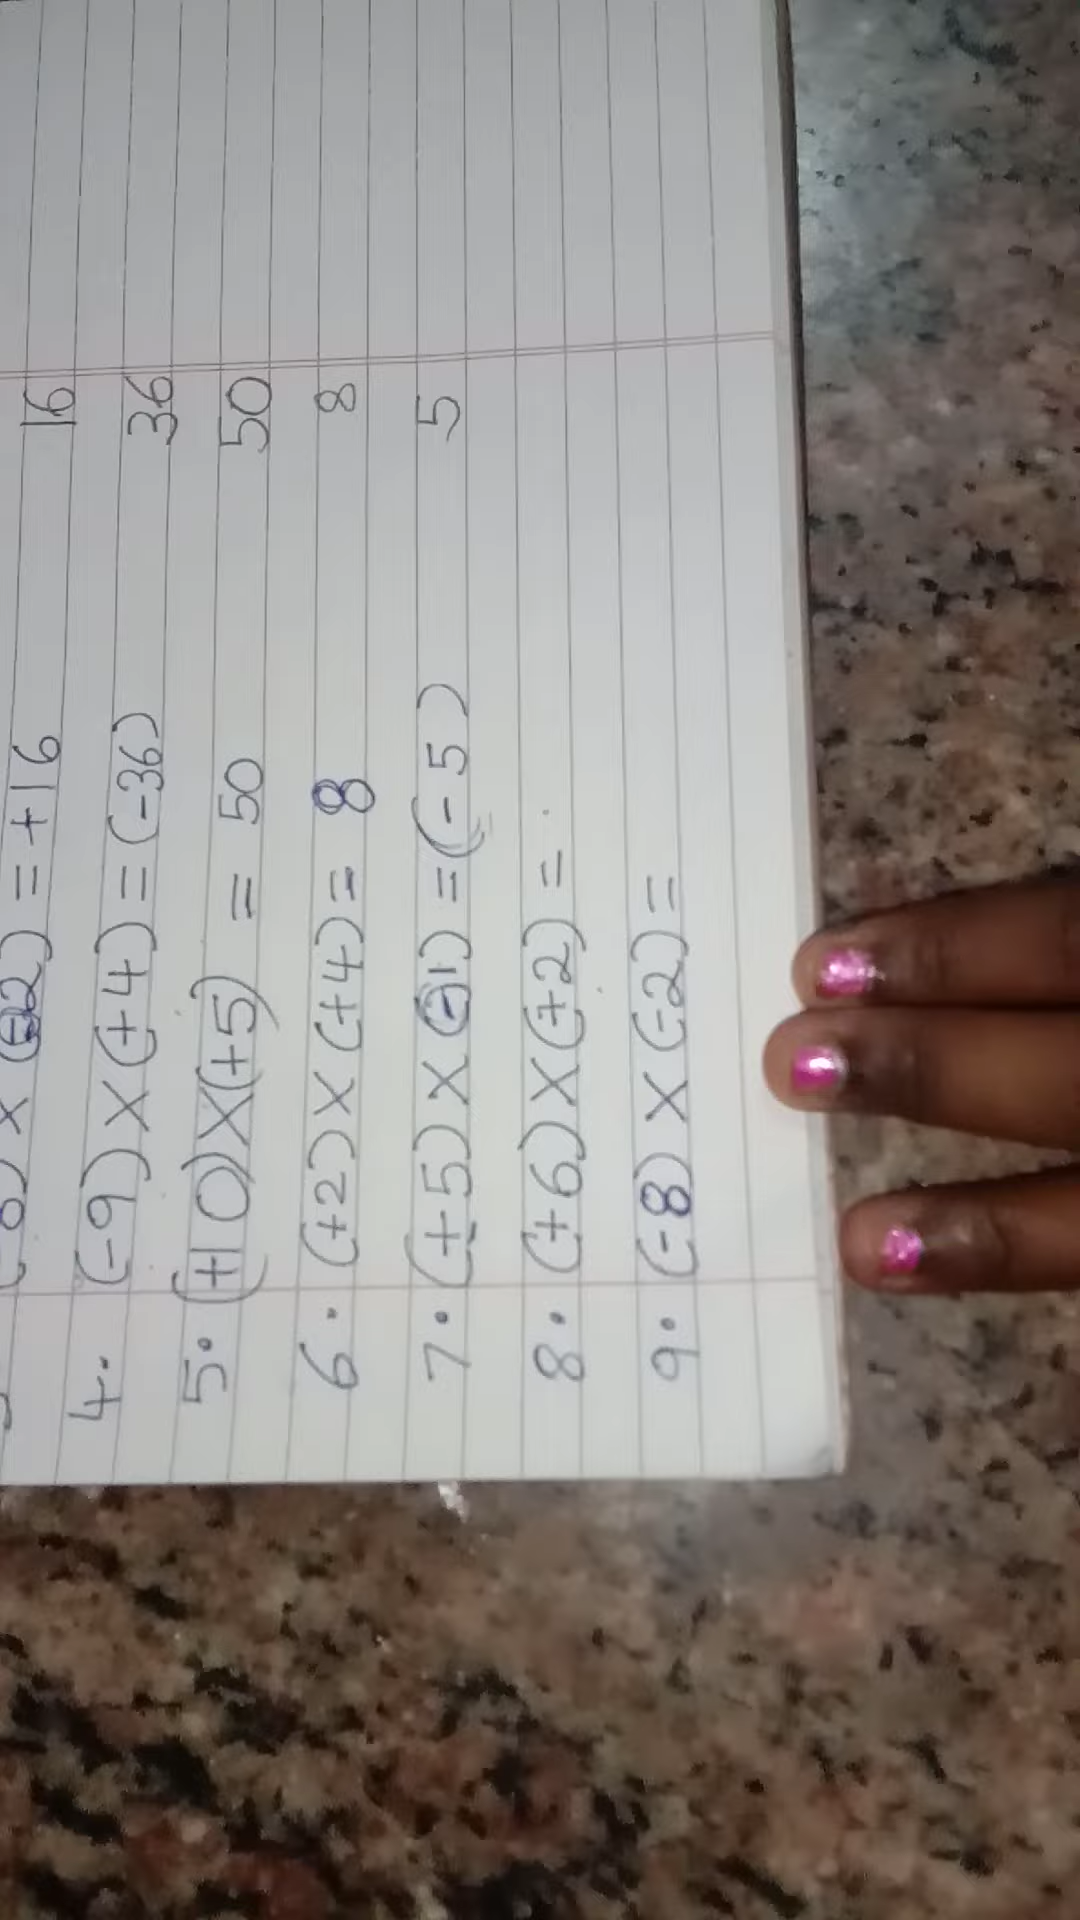 × (-2) = +16 16
4. (-9) × (+4) = (-36) 36
5. (+10) × (+5) = 50 50
6. (+2) × (+4) = 8 8
7. (+5) × (-1) = (-5) 5
8. (+6) × (+2) =
9. (-8) × (-2) =